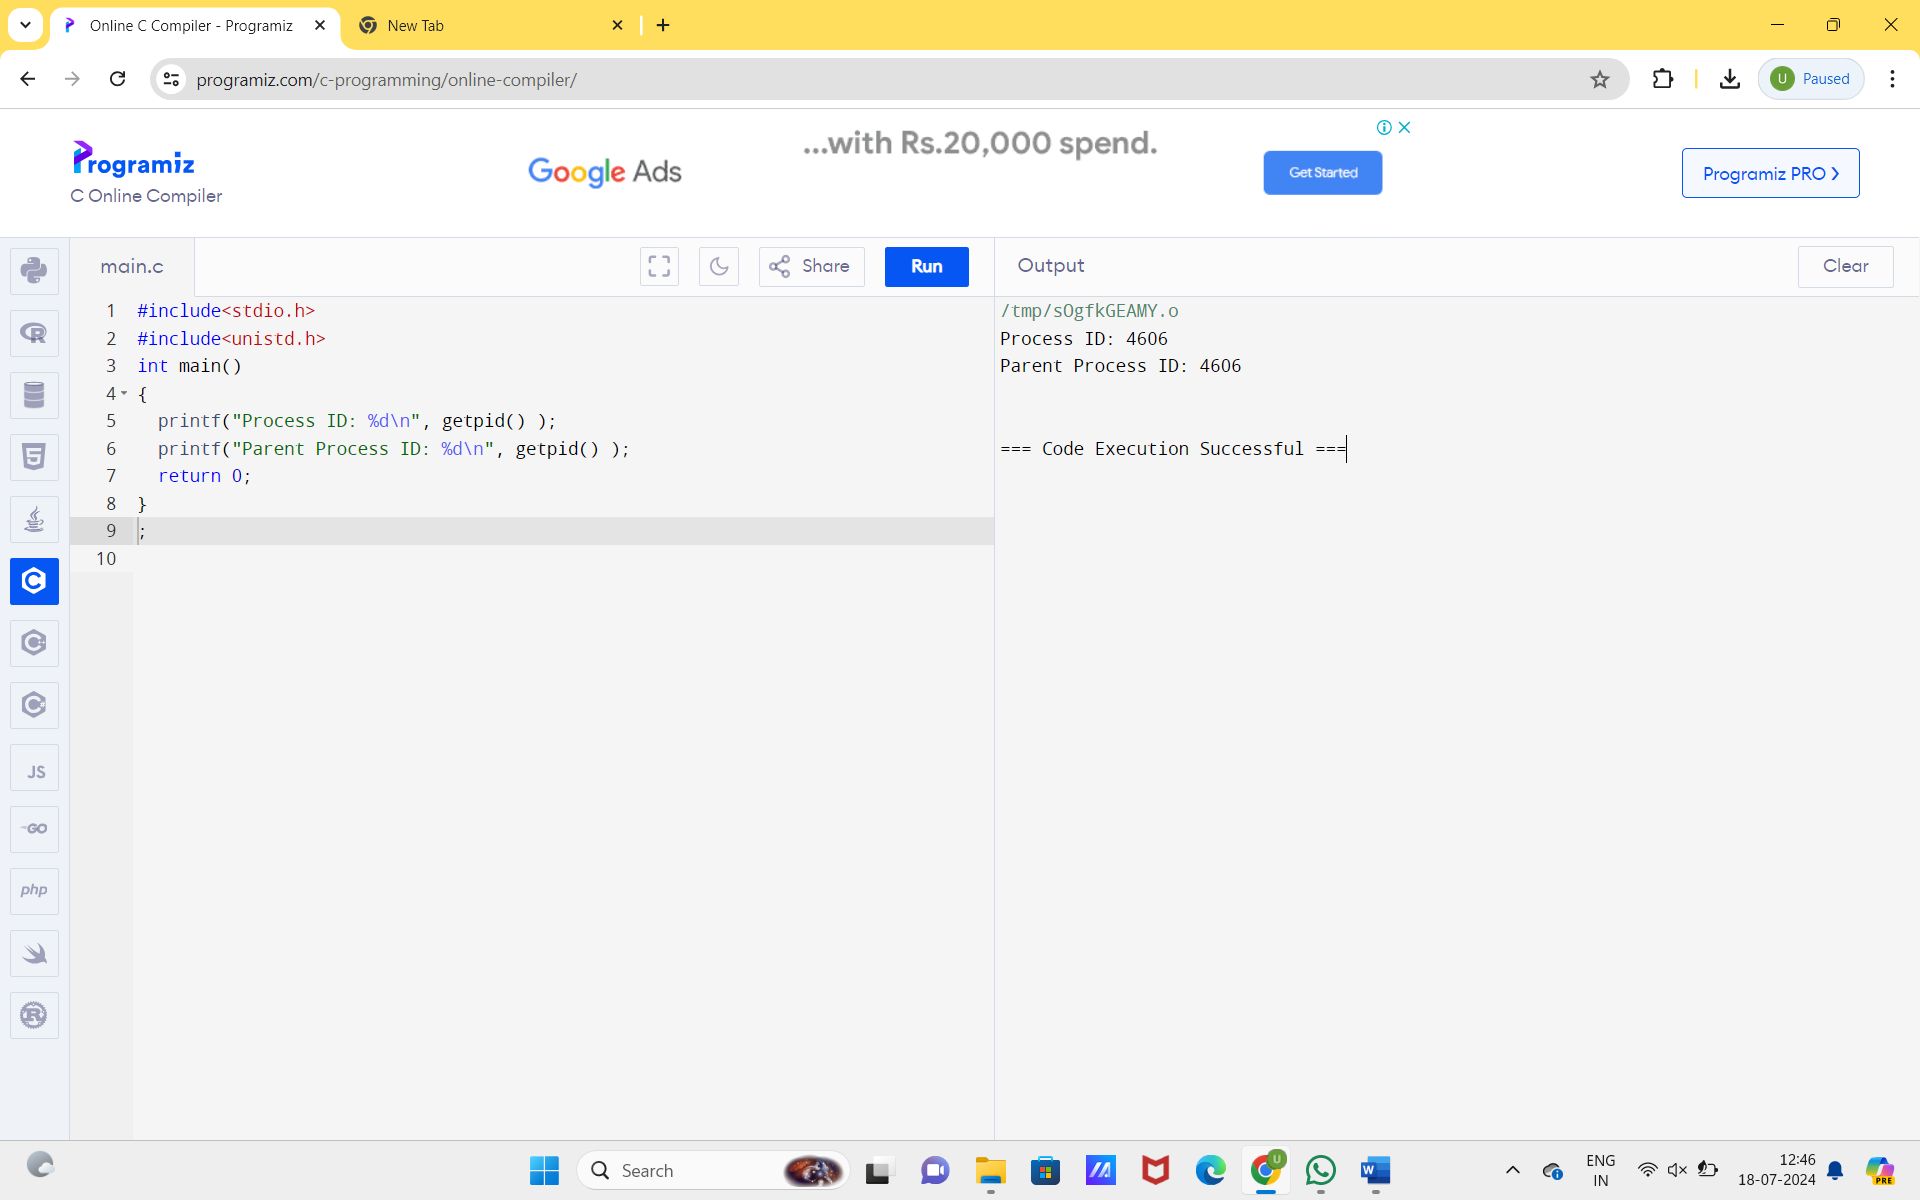 Online C Compiler - Programiz
New Tab
programiz.com/c-programming/online-compiler/
U
Paused
Programiz
C Online Compiler
Google Ads
...with Rs.20,000 spend.
Get Started
Programiz PRO
main.c
Share
Run
Output
Clear
1 #include<stdio.h>
2 #include<unistd.h>
3 int main()
4 {
5 printf("Process ID: %d\n", getpid() );
6 printf("Parent Process ID: %d\n", getpid() );
7 return 0;
8 }
9 ;
10
/tmp/sOgfkGEAMY.o
Process ID: 4606
Parent Process ID: 4606
=== Code Execution Successful ===
R
5
C
C
C
JS
GO
php
R
Search
U
W
ENG
IN
12:46
18-07-2024
PRE